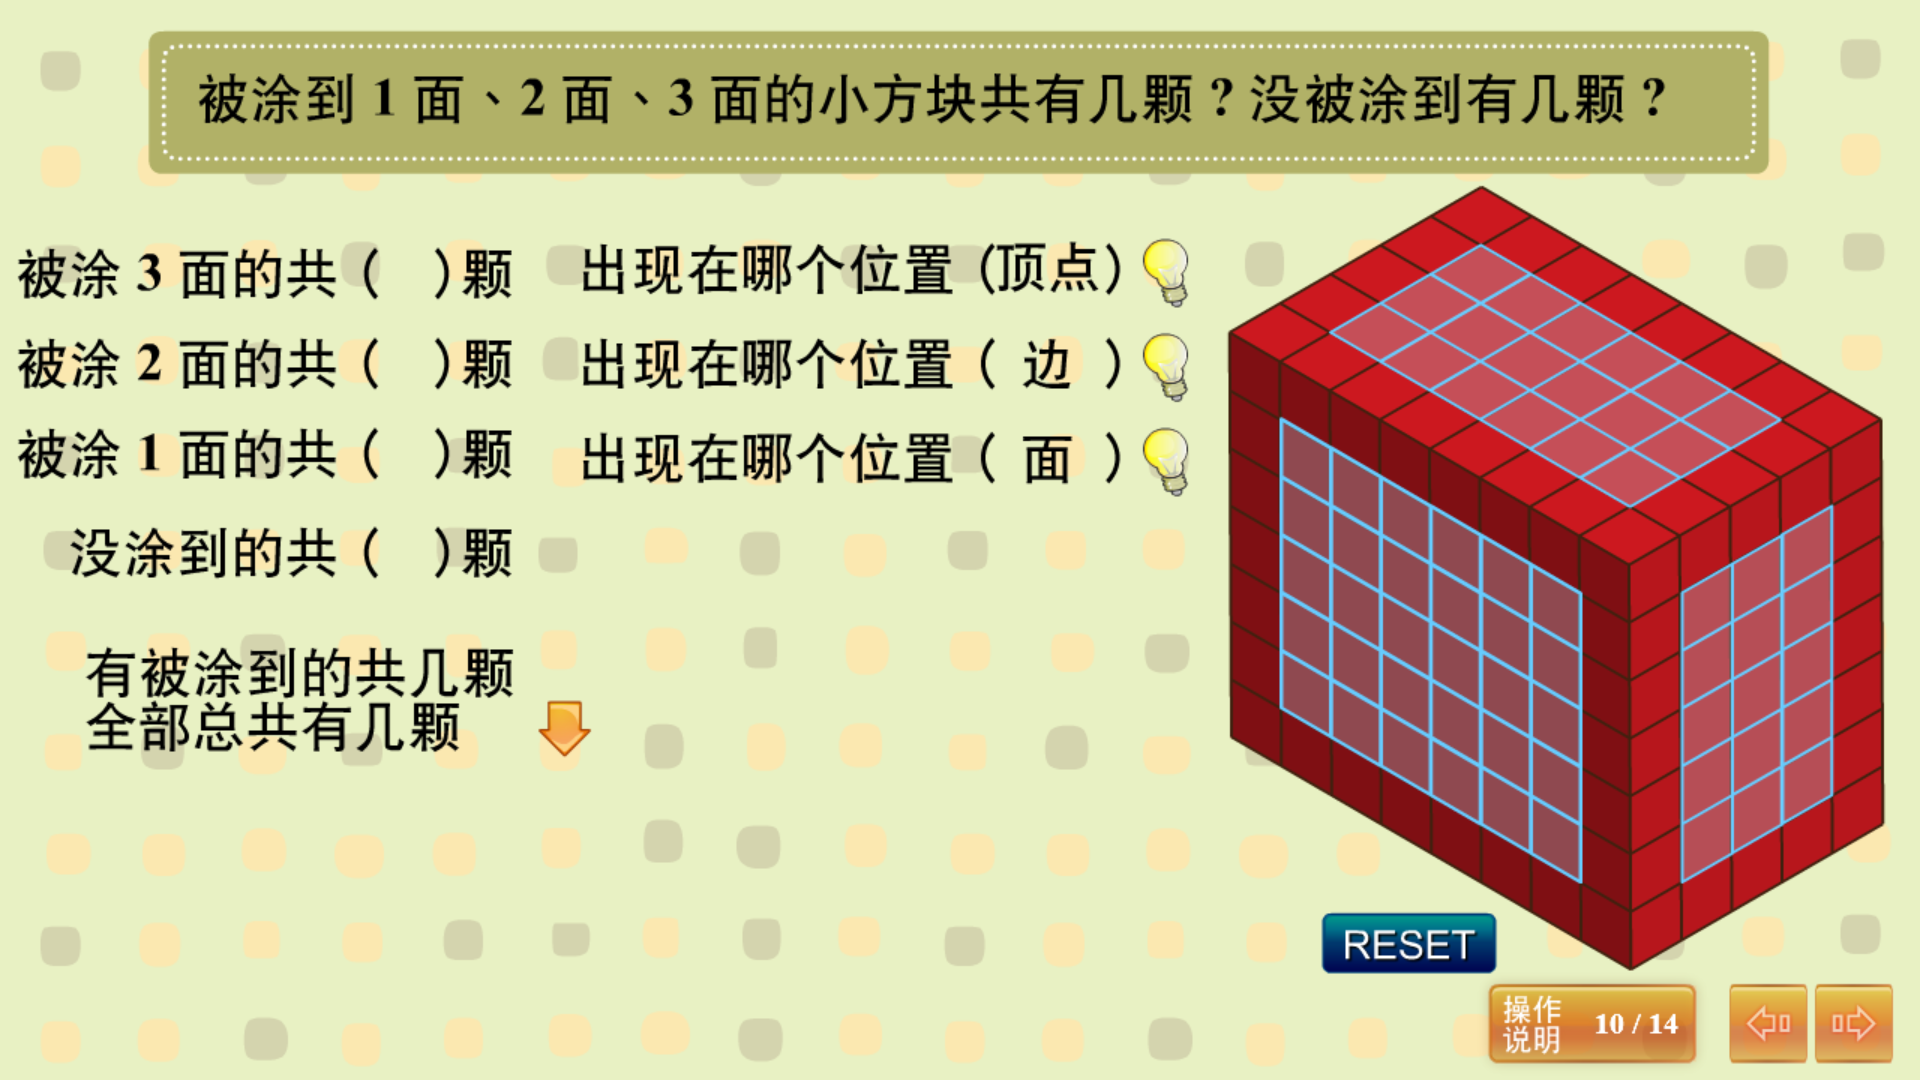 被涂到 1 面、2 面、3 面的小方块共有几颗？没被涂到有几颗？
被涂 3 面的共（ ）颗 出现在哪个位置（顶点）
被涂 2 面的共（ ）颗 出现在哪个位置（ 边 ）
被涂 1 面的共（ ）颗 出现在哪个位置（ 面 ）
没涂到的共（ ）颗
有被涂到的共几颗
全部总共有几颗
RESET
操作
说明
10 / 14